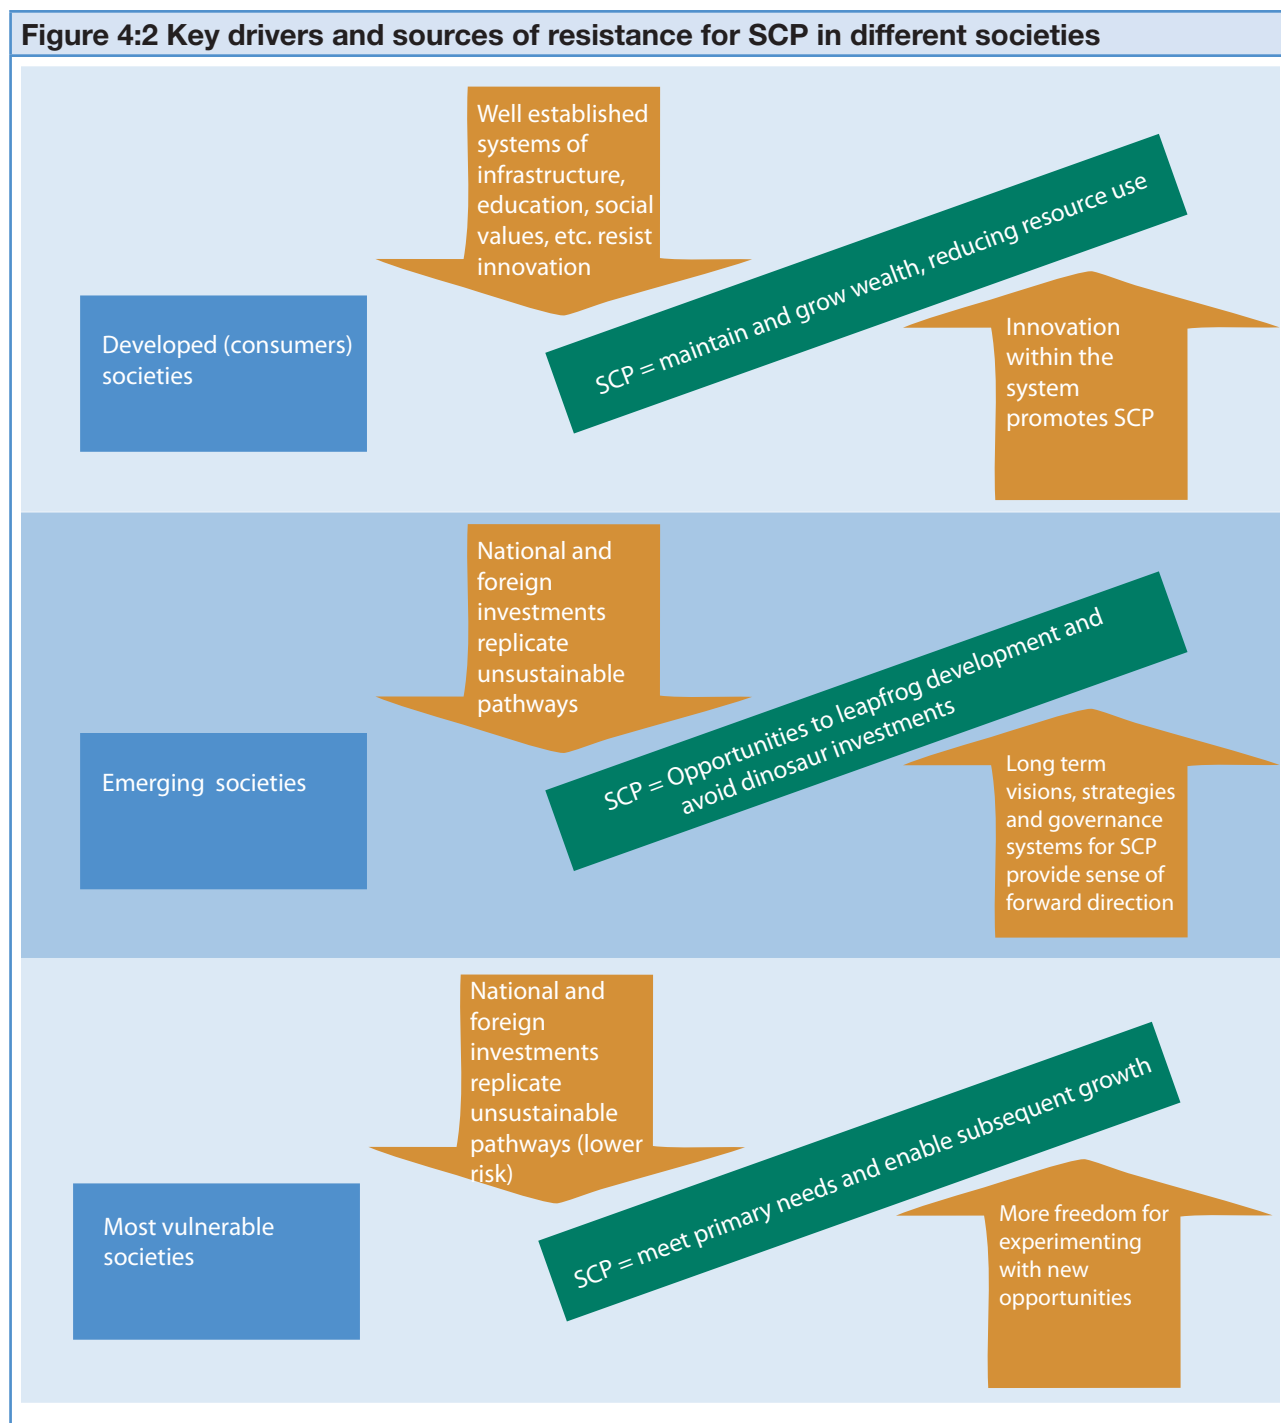 Figure 4:2 Key drivers and sources of resistance for SCP in different societies
Well established
systems of
infrastructure,
education, social
values, etc. resist
innovation
SCP = maintain and grow wealth, reducing resource use
Developed (consumers)
societies
Innovation
within the
system
promotes SCP
National and
foreign
investments
replicate
unsustainable
pathways
SCP = Opportunities to leapfrog development and
avoid dinosaur investments
Emerging societies
Long term
visions, strategies
and governance
systems for SCP
provide sense of
forward direction
National and
foreign
investments
replicate
unsustainable
pathways (lower
risk)
SCP = meet primary needs and enable subsequent growth
Most vulnerable
societies
More freedom for
experimenting
with new
opportunities